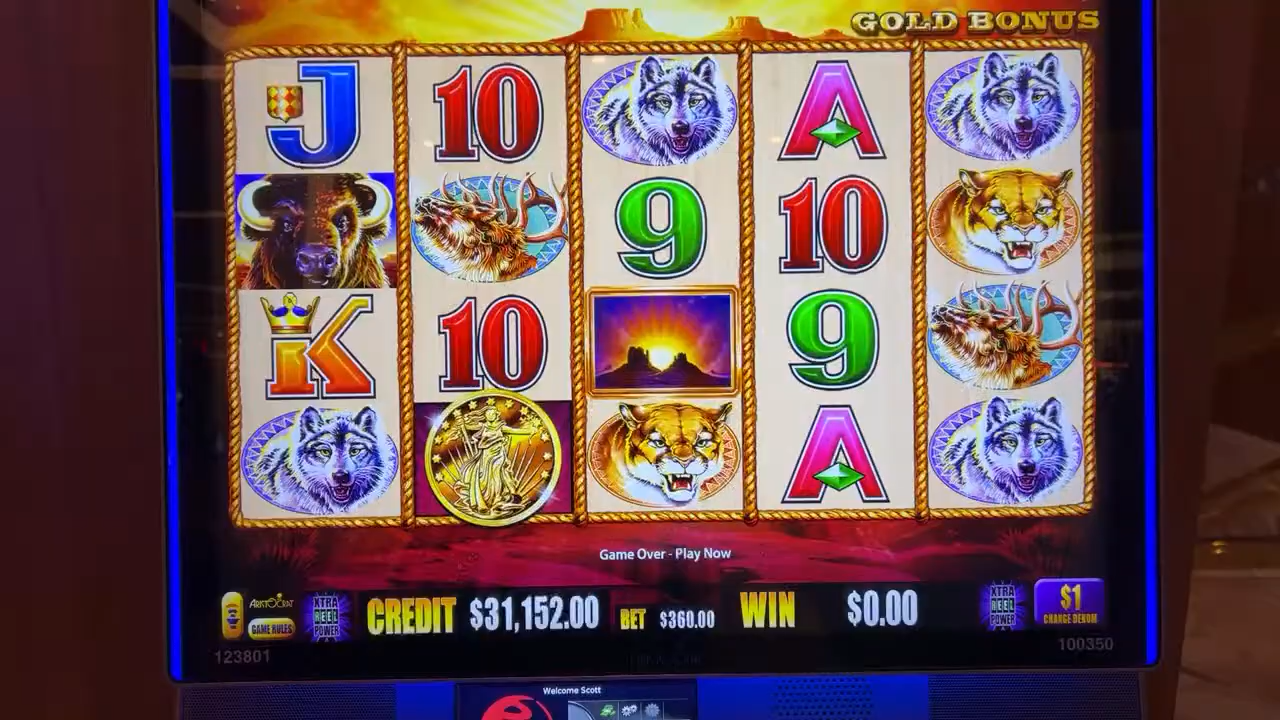 GOLD BONUS
J 10 A
10
9
K 10 9
A
Game Over - Play Now
ARISTOCRAT
GAME RULES
XTRA REEL POWER
CREDIT $31,152.00 BET $360.00 WIN $0.00
XTRA REEL POWER
$1
CHANGE DENOM
123801
100350
Welcome Scott